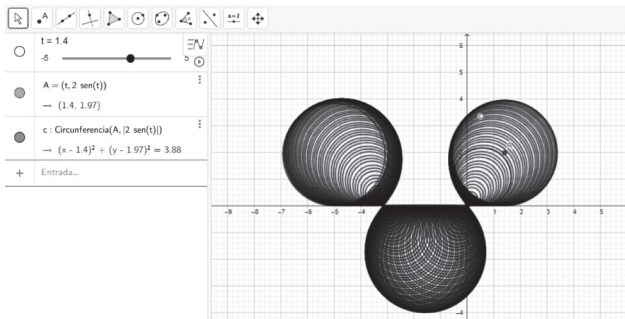 A
a=2
t = 1.4
-5 5
A = (t, 2 sen(t))
→ (1.4, 1.97)
c : Circunferencia(A, |2 sen(t)|)
→ (x - 1.4)² + (y - 1.97)² = 3.88
+ Entrada...
6
4
2
-9 -8 -7 -6 -5 -4 -3 -2 -1 0 1 2 3 4 5
-2
-4